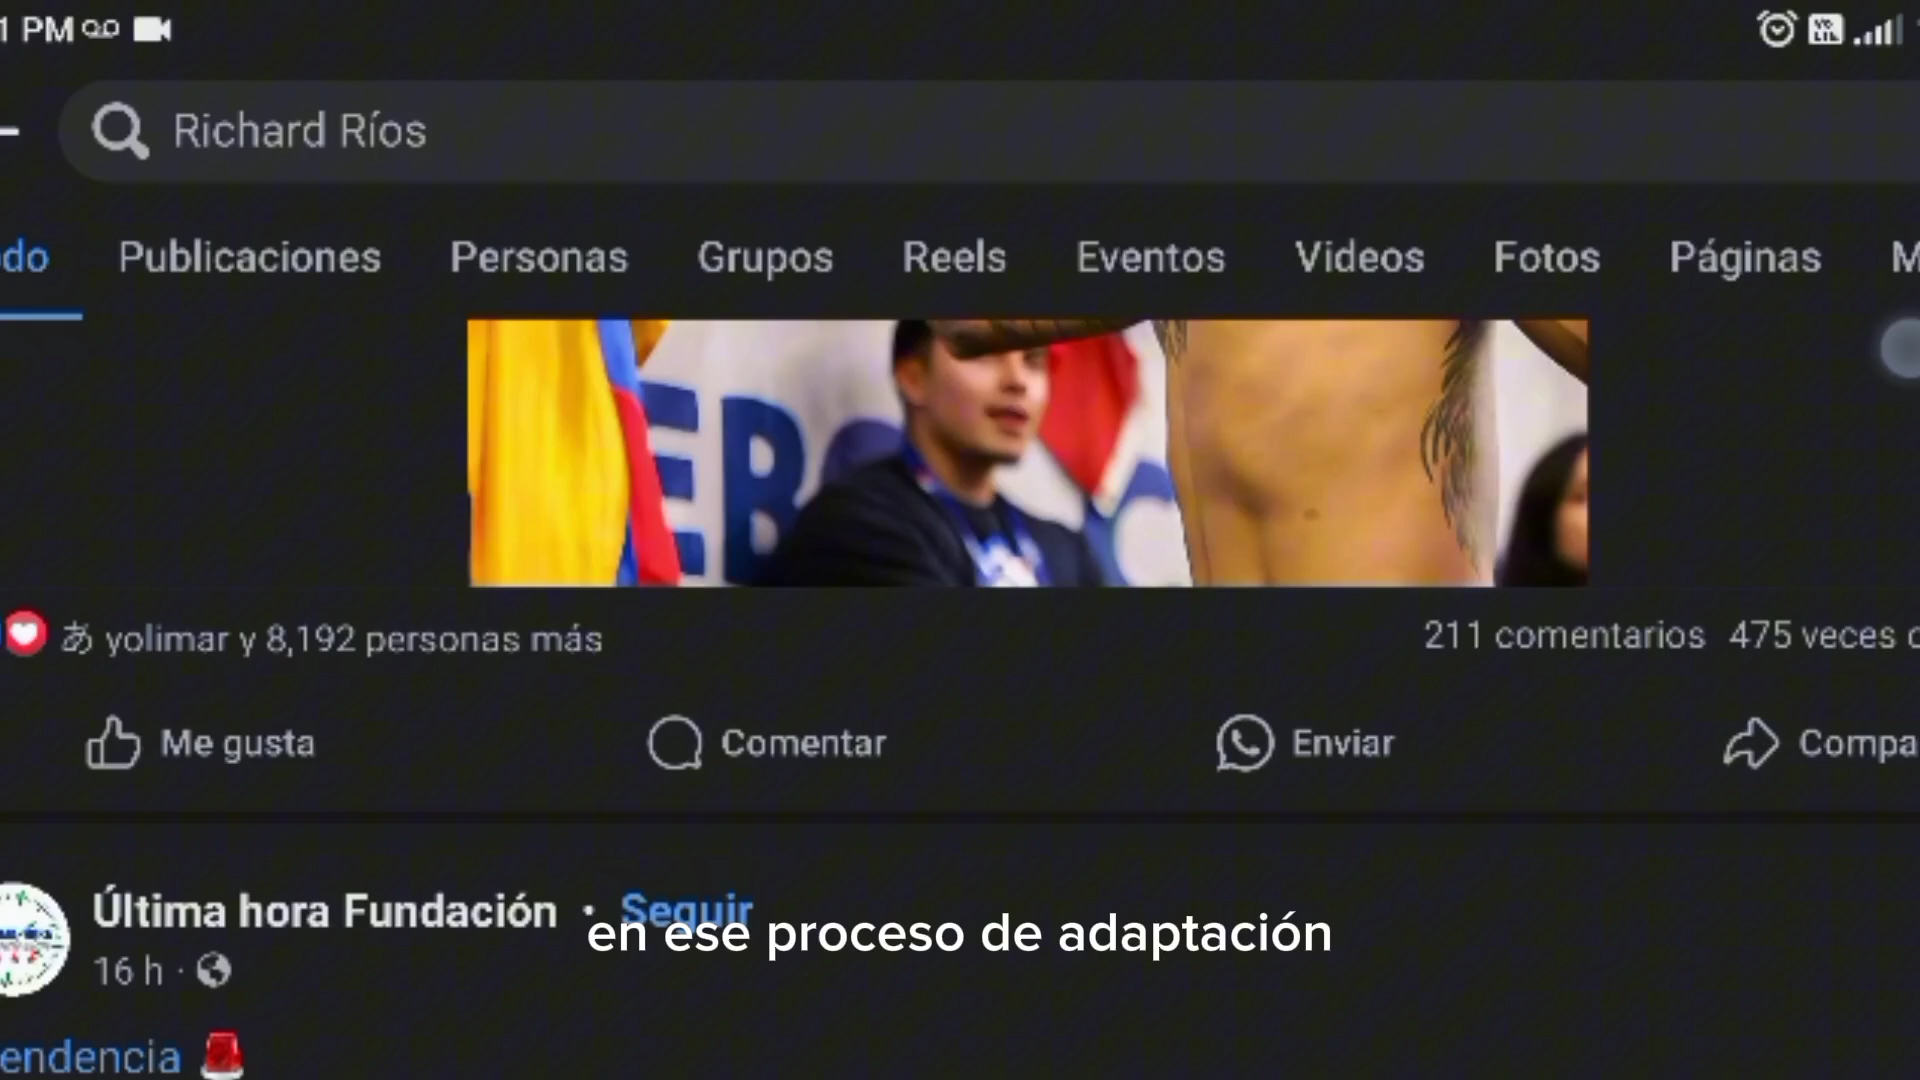 1 PM
Richard Ríos
do Publicaciones Personas Grupos Reels Eventos Videos Fotos Páginas M
EB C
あ yolimar y 8,192 personas más
211 comentarios 475 veces c
Me gusta Comentar Enviar Compa
Última hora Fundación · Seguir
en ese proceso de adaptación
16 h ·
endencia